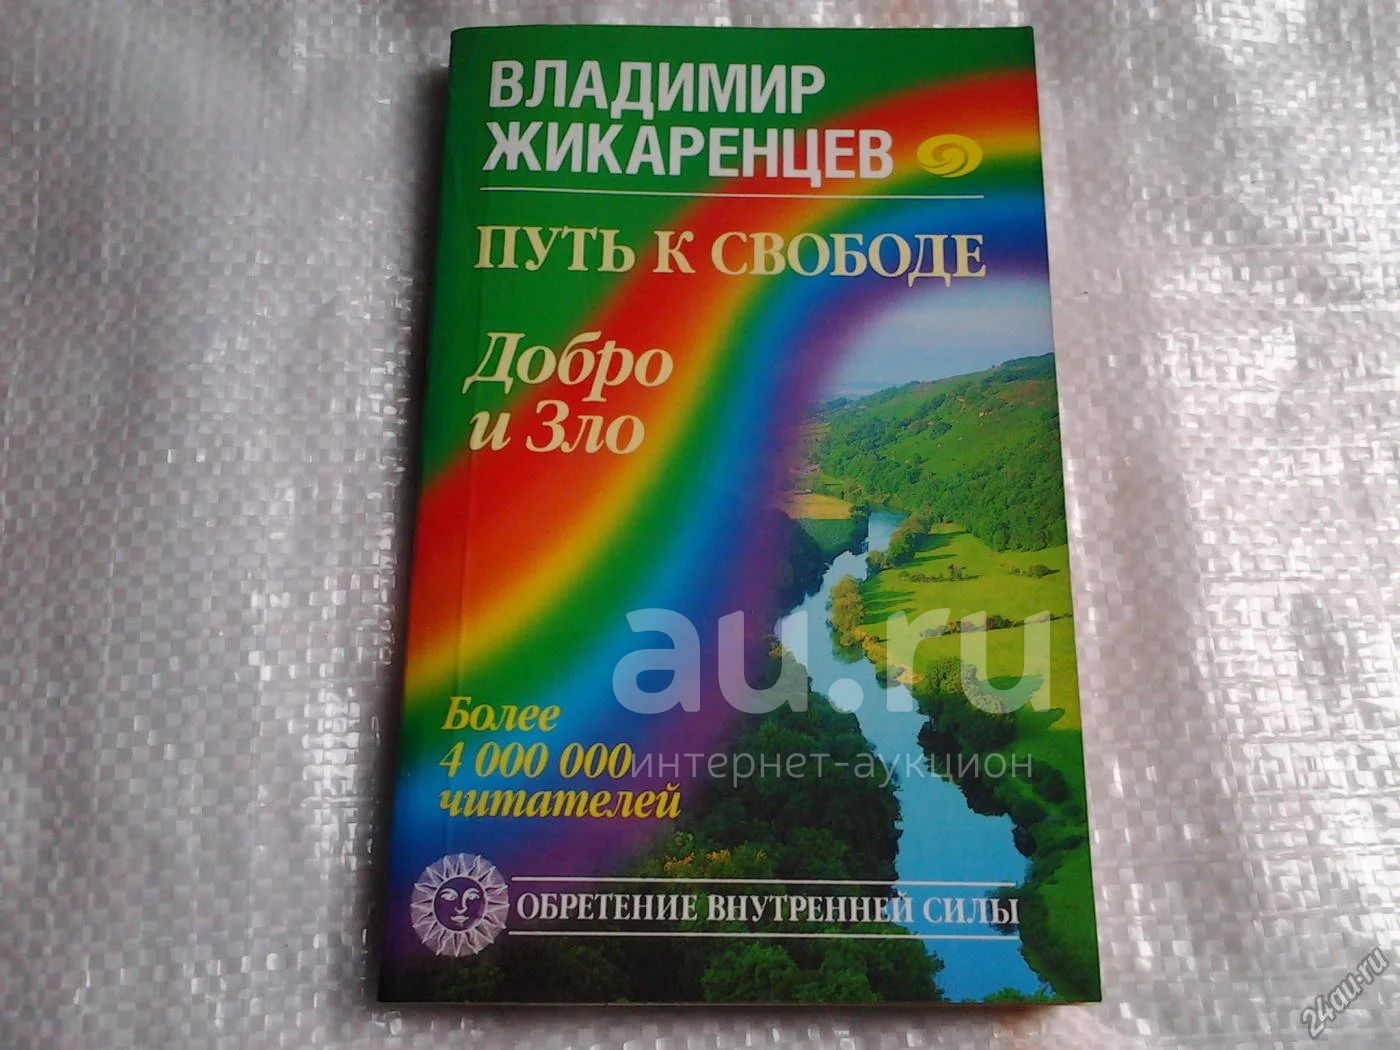 ВЛАДИМИР
ЖИКАРЕНЦЕВ
ПУТЬ К СВОБОДЕ
Добро
и Зло
au.ru
интернет-аукцион
Более
4 000 000
читателей
ОБРЕТЕНИЕ ВНУТРЕННЕЙ СИЛЫ
24au.ru